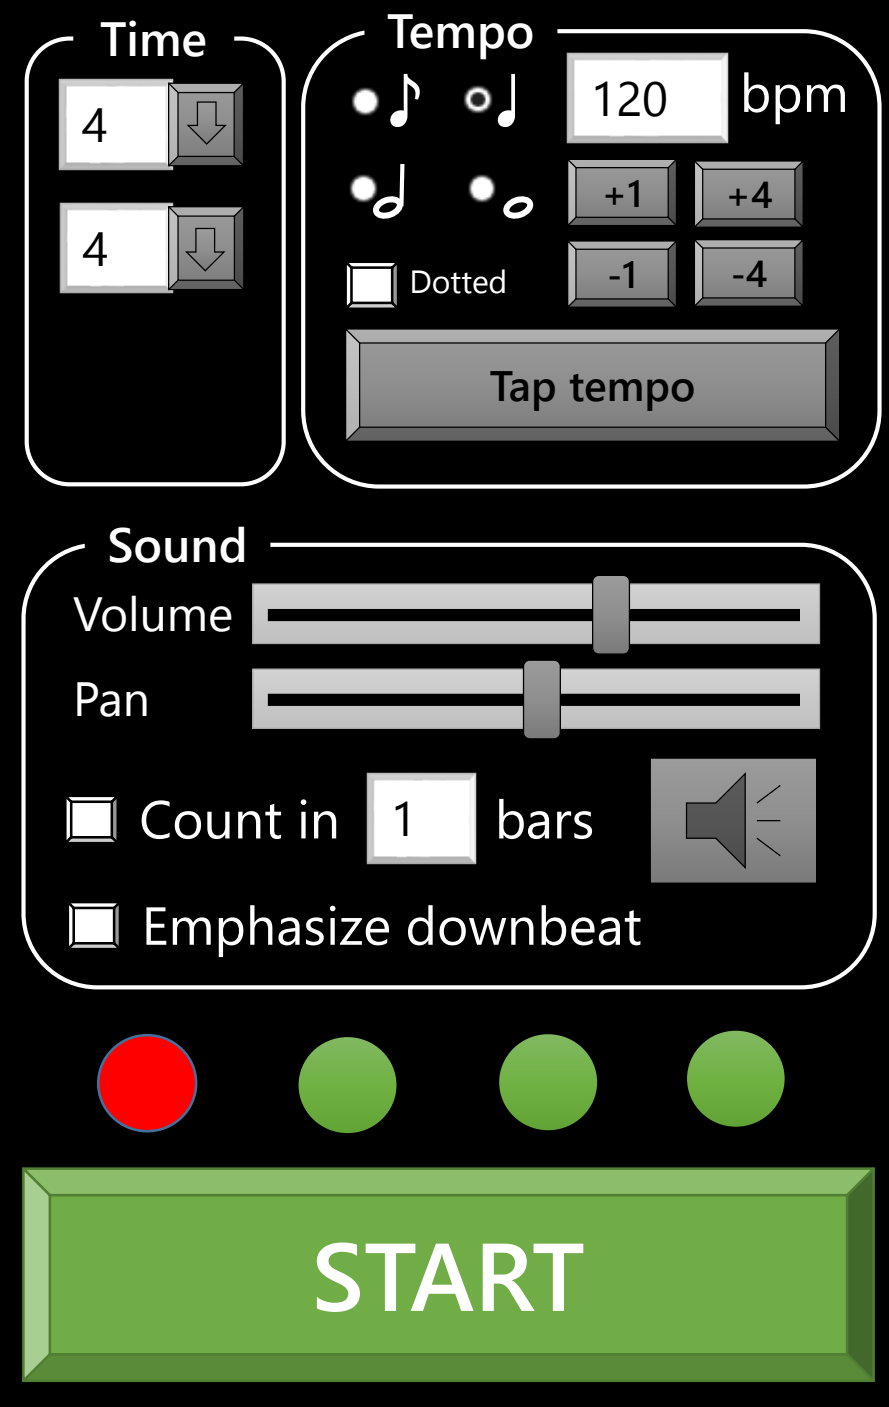 Time
4
4
Tempo
120 bpm
+1 +4
-1 -4
Dotted
Tap tempo
Sound
Volume
Pan
Count in 1 bars
Emphasize downbeat
START